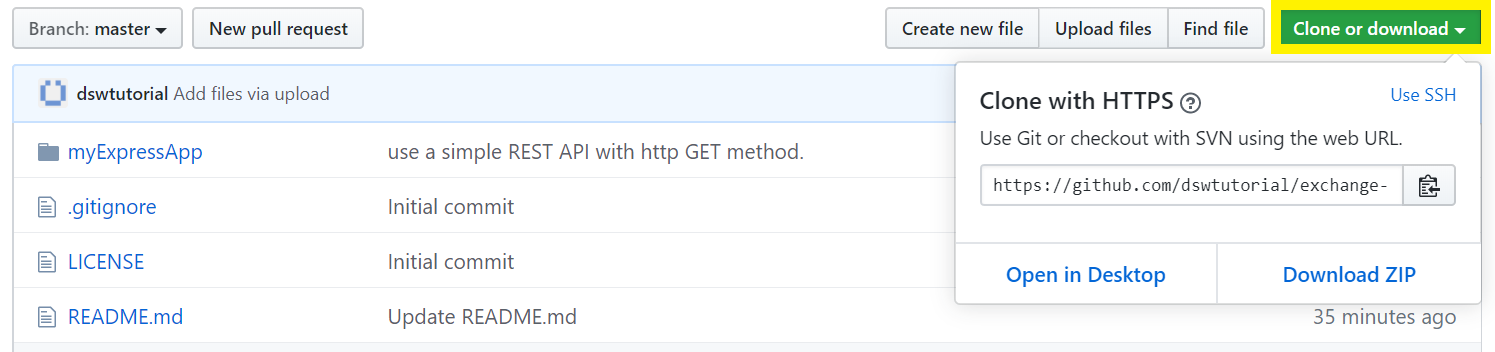 Branch: master New pull request Create new file Upload files Find file Clone or download
dswtutorial Add files via upload
Clone with HTTPS ? Use SSH
Use Git or checkout with SVN using the web URL.
https://github.com/dswtutorial/exchange-
Open in Desktop Download ZIP
myExpressApp use a simple REST API with http GET method.
.gitignore Initial commit
LICENSE Initial commit
README.md Update README.md 35 minutes ago